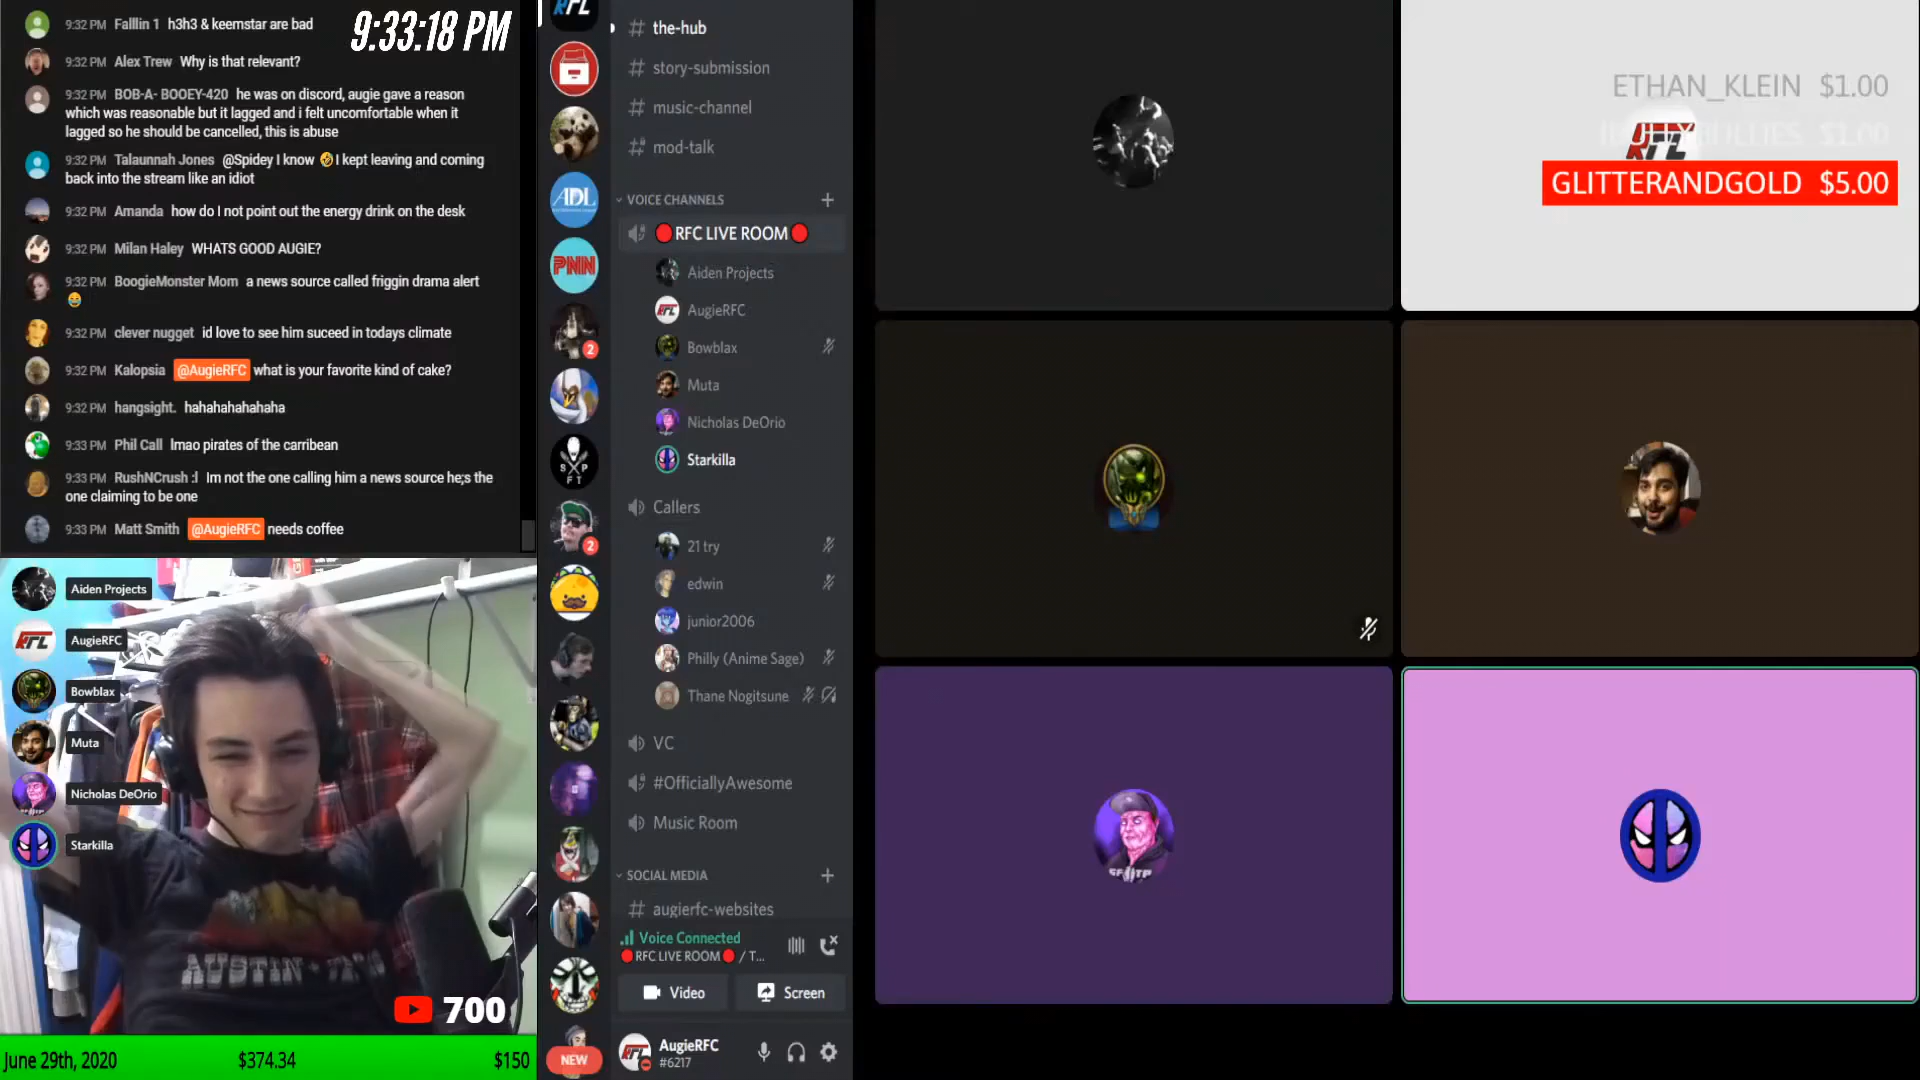 9:32 PM Falllin 1 h3h3 & keemstar are bad
9:33:18 PM
9:32 PM Alex Trew Why is that relevant?
9:32 PM BOB-A- BOOEY-420 he was on discord, augie gave a reason
which was reasonable but it lagged and i felt uncomfortable when it
lagged so he should be cancelled, this is abuse
9:32 PM Talaunnah Jones @Spidey I know 🤣 I kept leaving and coming
back into the stream like an idiot
9:32 PM Amanda how do I not point out the energy drink on the desk
9:32 PM Milan Haley WHATS GOOD AUGIE?
9:32 PM BoogieMonster Mom a news source called friggin drama alert
😂
9:32 PM clever nugget id love to see him suceed in todays climate
9:32 PM Kalopsia @AugieRFC what is your favorite kind of cake?
9:32 PM hangsight. hahahahahahaha
9:33 PM Phil Call lmao pirates of the carribean
9:33 PM RushNCrush :l Im not the one calling him a news source he;s the
one claiming to be one
9:33 PM Matt Smith @AugieRFC needs coffee
Aiden Projects
AugieRFC
Bowblax
Muta
Nicholas DeOrio
Starkilla
700
June 29th, 2020 $374.34 $150
ADL
PNN
2
SPFT
2
NEW
# the-hub
# story-submission
# music-channel
# mod-talk
VOICE CHANNELS +
🔴 RFC LIVE ROOM 🔴
Aiden Projects
AugieRFC
Bowblax
Muta
Nicholas DeOrio
Starkilla
Callers
21 try
edwin
junior2006
Philly (Anime Sage)
Thane Nogitsune
VC
#OfficiallyAwesome
Music Room
SOCIAL MEDIA +
# augierfc-websites
Voice Connected
🔴 RFC LIVE ROOM 🔴 / T...
Video Screen
AugieRFC
#6217
ETHAN_KLEIN $1.00
$1.00
GLITTERANDGOLD $5.00